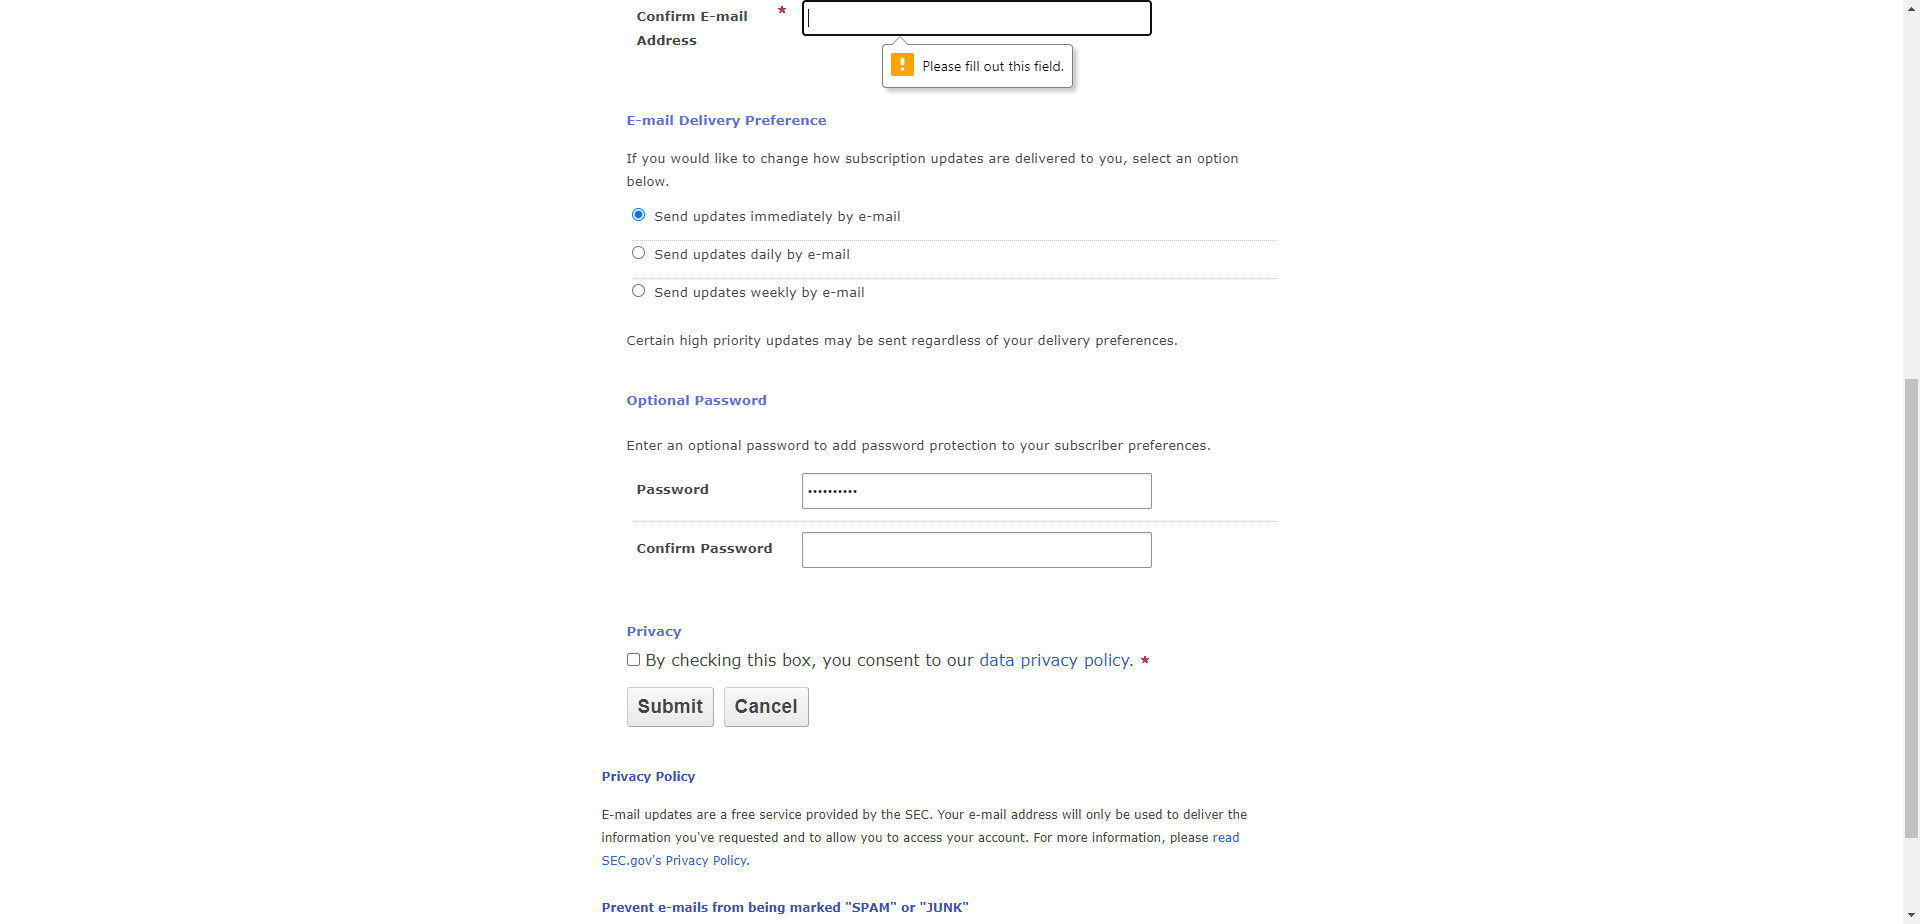 Confirm E-mail *
Address
Please fill out this field.
E-mail Delivery Preference
If you would like to change how subscription updates are delivered to you, select an option
below.
Send updates immediately by e-mail
Send updates daily by e-mail
Send updates weekly by e-mail
Certain high priority updates may be sent regardless of your delivery preferences.
Optional Password
Enter an optional password to add password protection to your subscriber preferences.
Password ••••••••••
Confirm Password
Privacy
By checking this box, you consent to our data privacy policy. *
Submit Cancel
Privacy Policy
E-mail updates are a free service provided by the SEC. Your e-mail address will only be used to deliver the
information you've requested and to allow you to access your account. For more information, please read
SEC.gov's Privacy Policy.
Prevent e-mails from being marked "SPAM" or "JUNK"